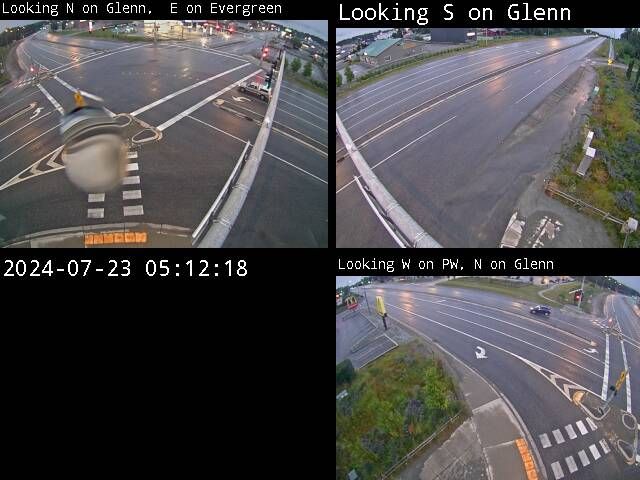 Looking N on Glenn,  E on Evergreen
Looking S on Glenn
2024-07-23 05:12:18
Looking W on PW, N on Glenn